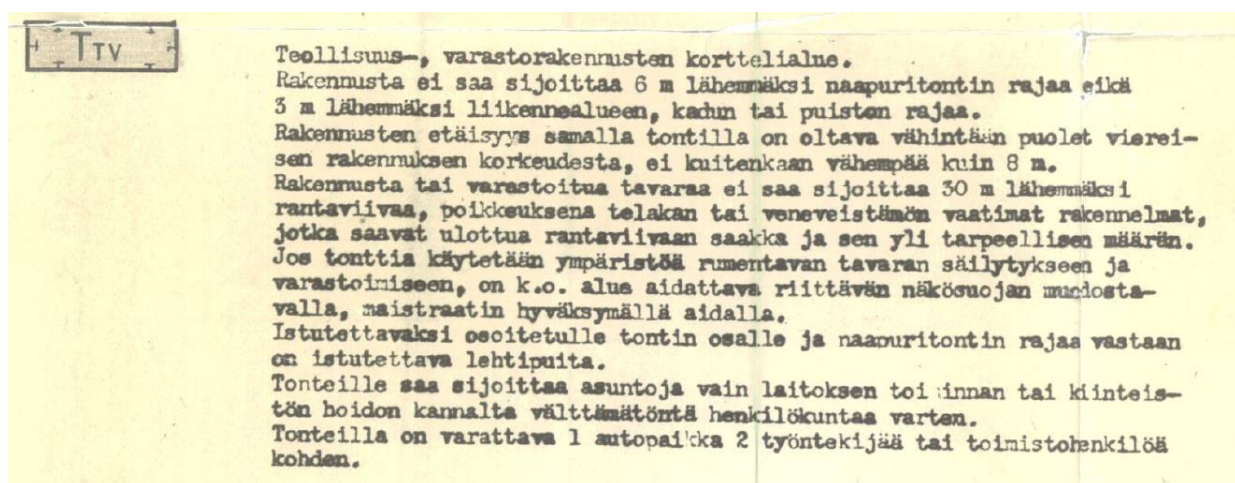 TTV
Teollisuus-, varastorakennusten korttelialue.
Rakennusta ei saa sijoittaa 6 m lähemmäksi naapuritontin rajaa eikä
3 m lähemmäksi liikennealueen, kadun tai puiston rajaa.
Rakennusten etäisyys samalla tontilla on oltava vähintään puolet vierei-
sen rakennuksen korkeudesta, ei kuitenkaan vähempää kuin 8 m.
Rakennusta tai varastoitua tavaraa ei saa sijoittaa 30 m lähemmäksi
rantaviivaa, poikkeuksena telakan tai veneveistämön vaatimat rakennelmat,
jotka saavat ulottua rantaviivaan saakka ja sen yli tarpeellisen määrän.
Jos tonttia käytetään ympäristöä rumentavan tavaran säilytykseen ja
varastoimiseen, on k.o. alue aidattava riittävän näkösuojan muodosta-
valla, maistraatin hyväksymällä aidalla.
Istutettavaksi osoitetulle tontin osalle ja naapuritontin rajaa vastaan
on istutettava lehtipuita.
Tonteille saa sijoittaa asuntoja vain laitoksen toiminnan tai kiinteis-
tön hoidon kannalta välttämätöntä henkilökuntaa varten.
Tonteilla on varattava 1 autopaikka 2 työntekijää tai toimistohenkilöä
kohden.